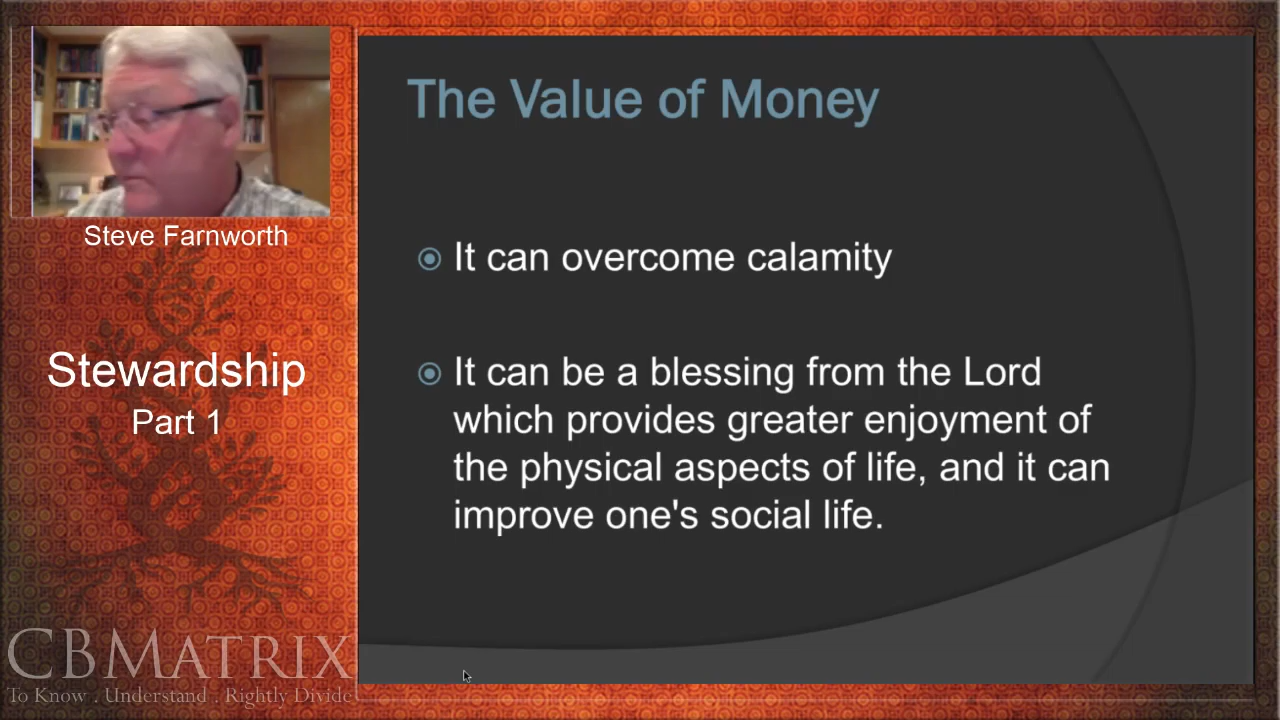 Steve Farnworth
Stewardship
Part 1
CBMATRIX
To Know . Understand . Rightly Divide
The Value of Money
It can overcome calamity
It can be a blessing from the Lord
which provides greater enjoyment of
the physical aspects of life, and it can
improve one's social life.